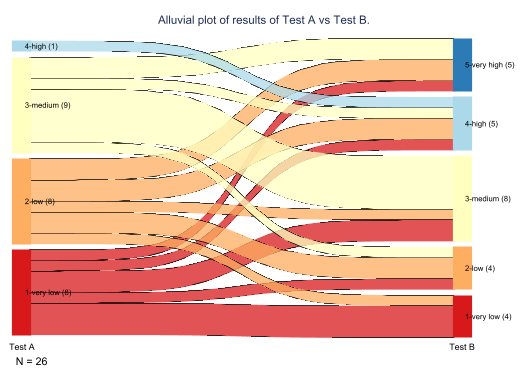 Alluvial plot of results of Test A vs Test B.
4-high (1)
3-medium (9)
2-low (8)
1-very low (8)
5-very high (5)
4-high (5)
3-medium (8)
2-low (4)
1-very low (4)
Test A
Test B
N = 26